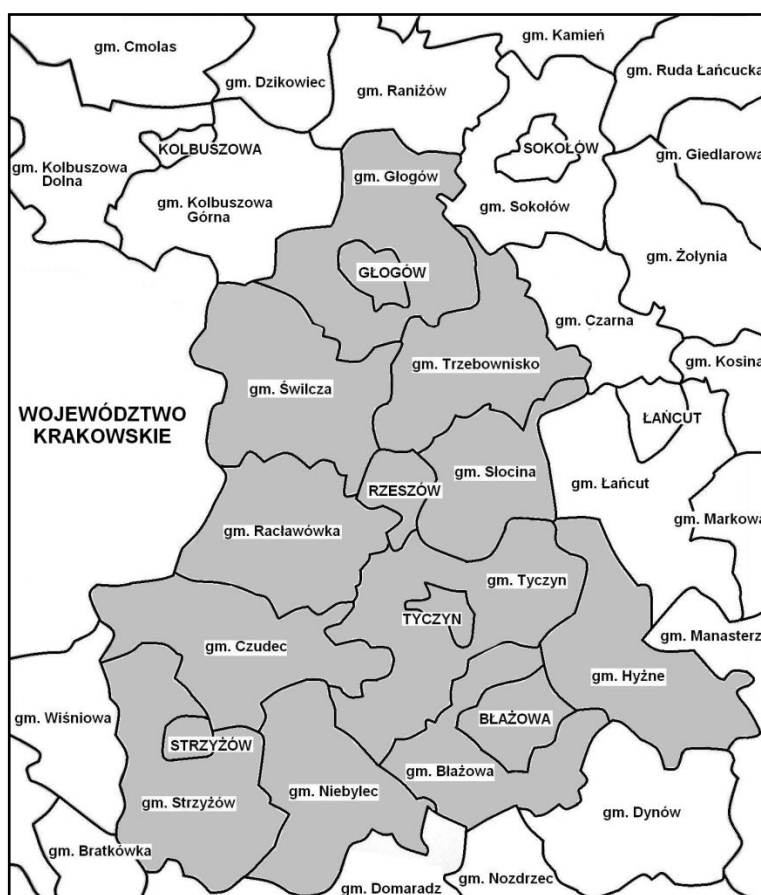 gm. Cmolas
gm. Kamień
gm. Dzikowiec
gm. Raniżów
gm. Ruda Łańcucka
KOLBUSZOWA
SOKOŁÓW
gm. Giedlarowa
gm. Kolbuszowa
Dolna
gm. Głogów
gm. Kolbuszowa
Górna
gm. Sokołów
gm. Żołynia
GŁOGÓW
gm. Czarna
gm. Trzebownisko
gm. Kosina
gm. Świlcza
WOJEWÓDZTWO
KRAKOWSKIE
ŁAŃCUT
gm. Słocina
RZESZÓW
gm. Łańcut
gm. Markowa
gm. Racławówka
gm. Tyczyn
TYCZYN
gm. Czudec
gm. Manasterz
gm. Hyżne
gm. Wiśniowa
BŁAŻOWA
STRZYŻÓW
gm. Błażowa
gm. Niebylec
gm. Strzyżów
gm. Dynów
gm. Bratkówka
gm. Nozdrzec
gm. Domaradz